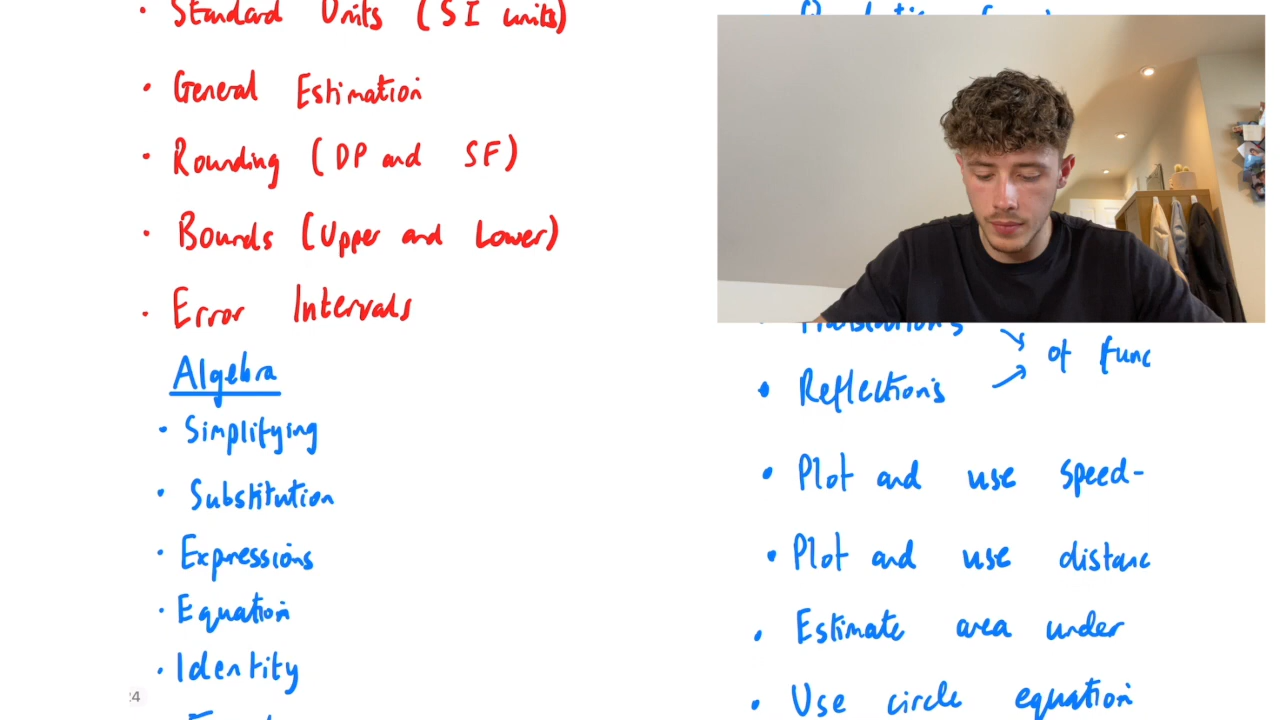 • Standard Units (SI units)
• General Estimation
• Rounding (DP and SF)
• Bounds (Upper and Lower)
• Error Intervals
Algebra
• Simplifying
• Substitution
• Expressions
• Equation
• Identity
24
of func
• Reflections
• Plot and use speed-
• Plot and use distanc
• Estimate area under
• Use circle equation